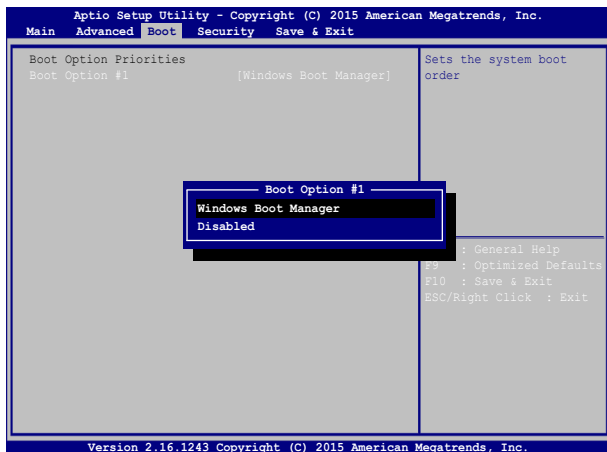 Aptio Setup Utility - Copyright (C) 2015 American Megatrends, Inc.
Main Advanced Boot Security Save & Exit
Boot Option Priorities
Boot Option #1 [Windows Boot Manager]
Sets the system boot
order
Boot Option #1
Windows Boot Manager
Disabled
: General Help
F9 : Optimized Defaults
F10 : Save & Exit
ESC/Right Click : Exit
Version 2.16.1243 Copyright (C) 2015 American Megatrends, Inc.